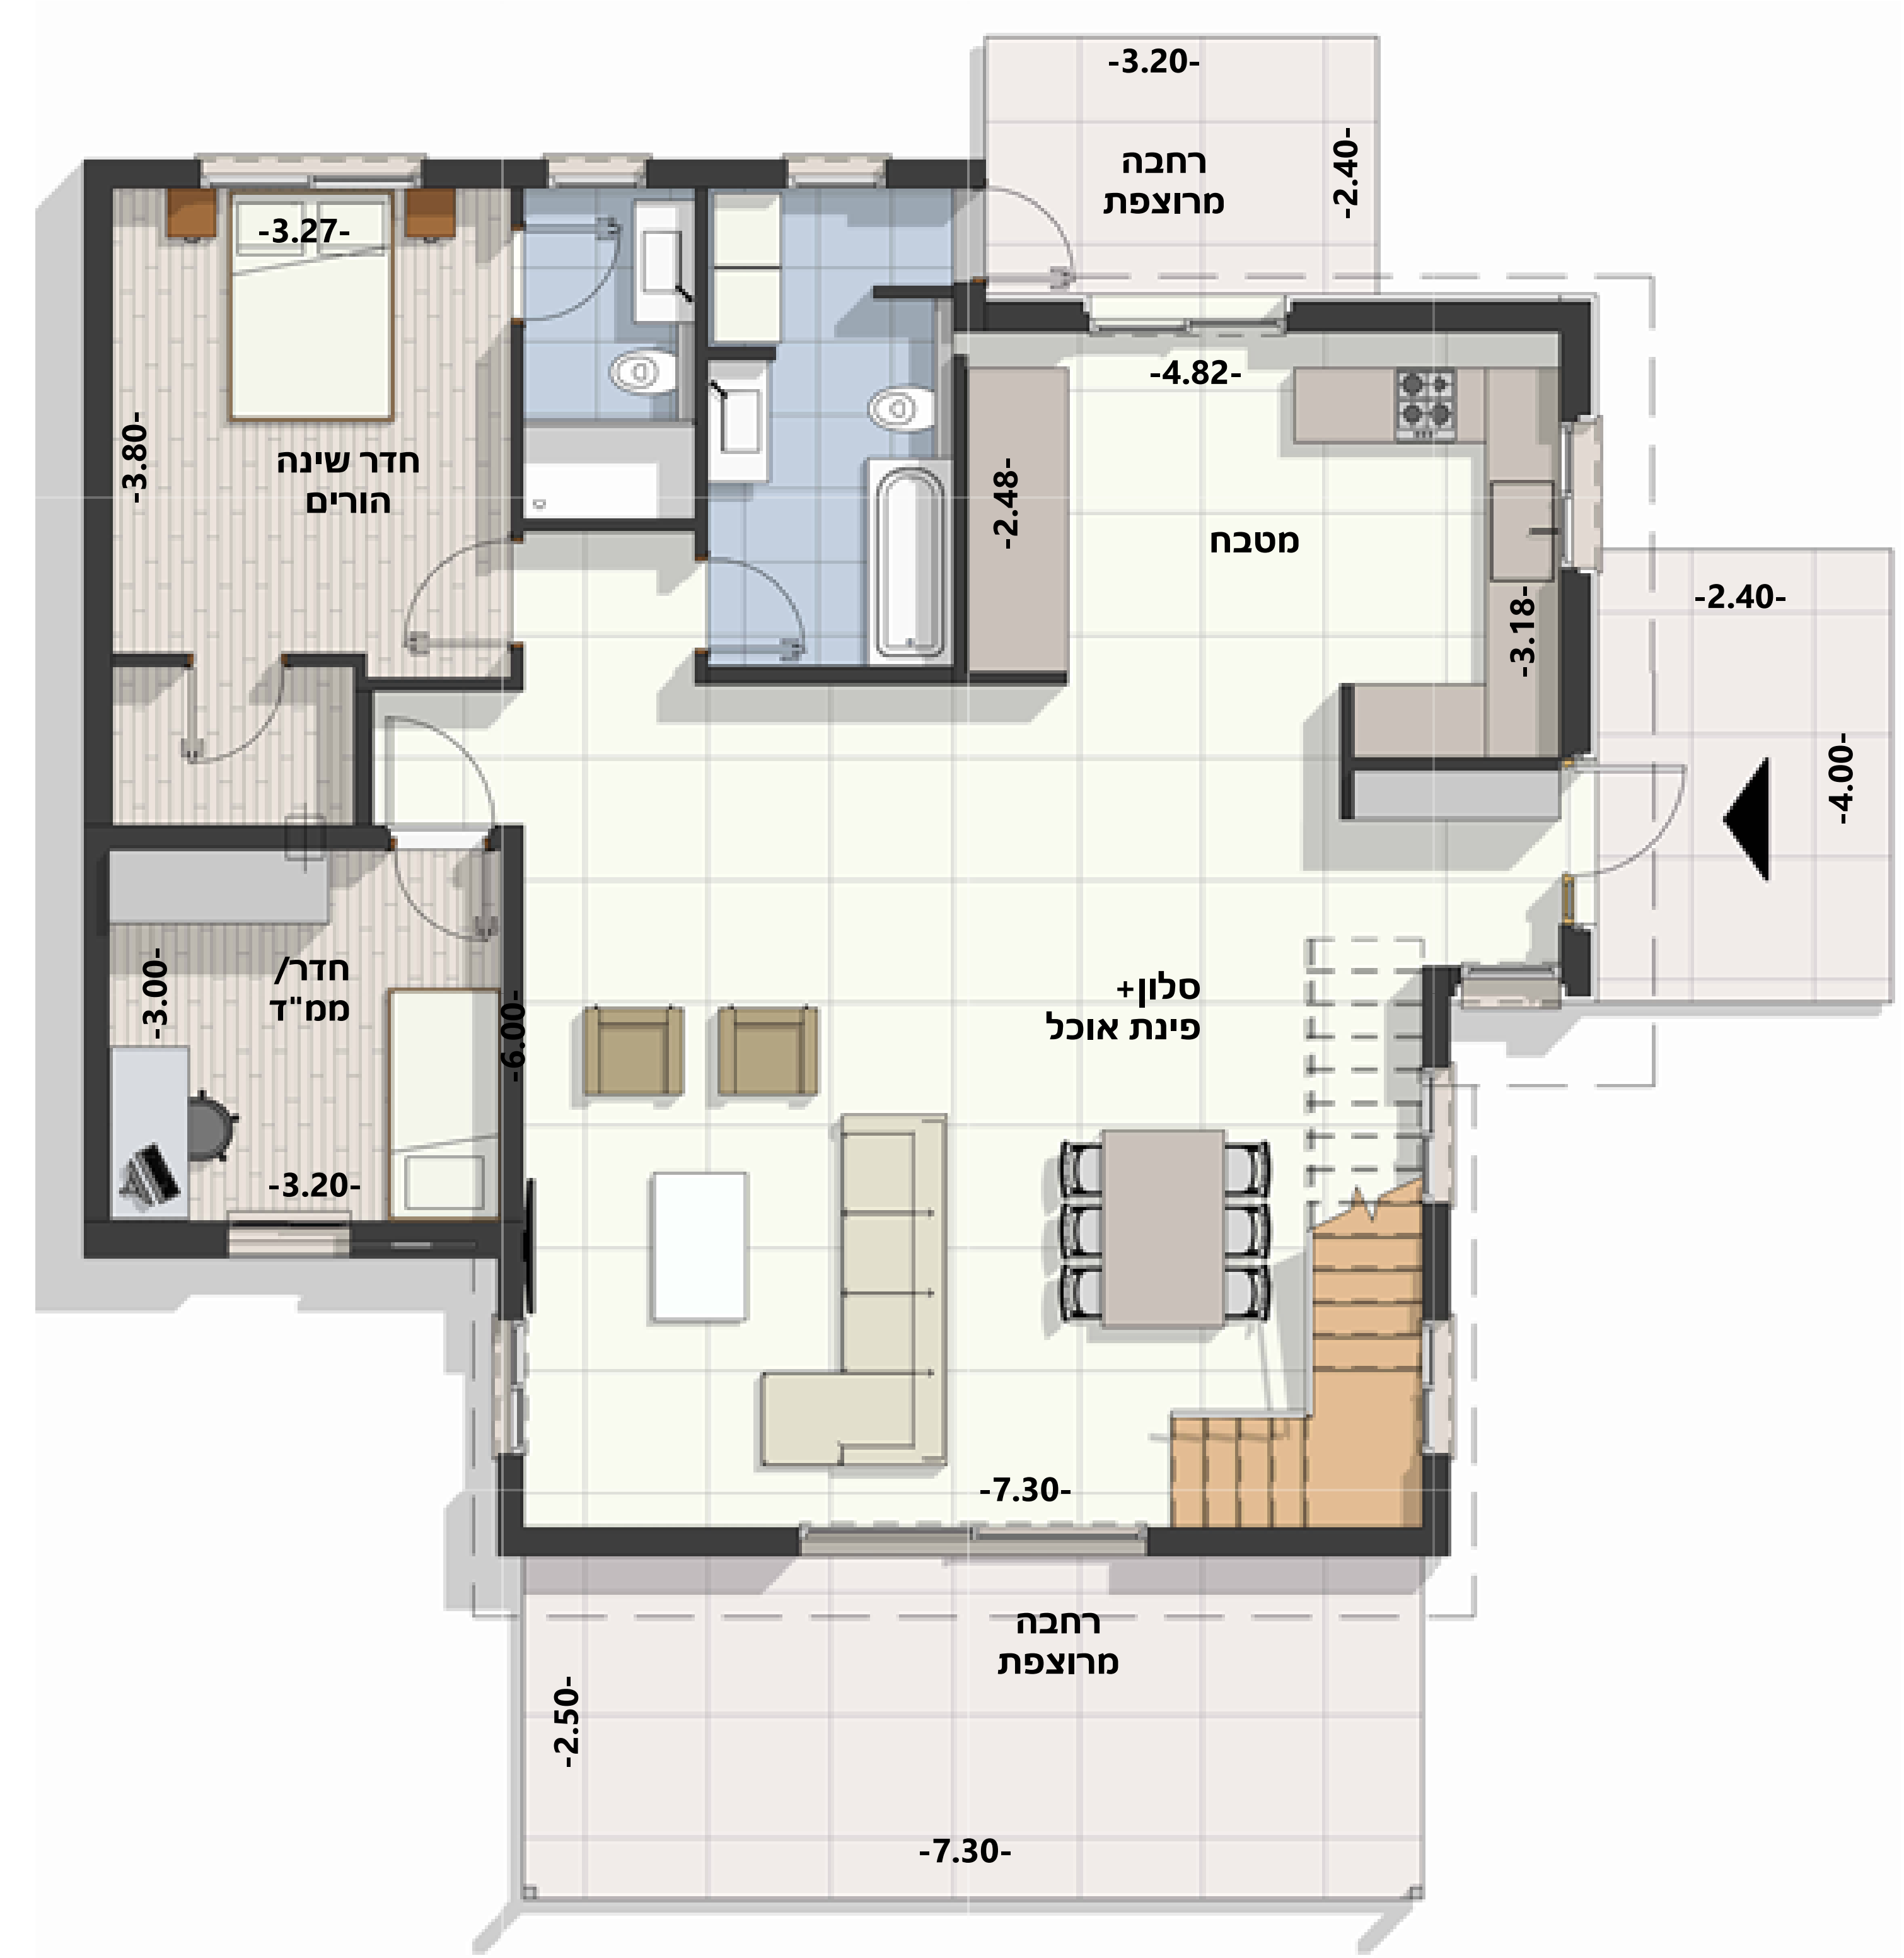 -3.20-
-2.40-
רחבה
מרוצפת
-3.27-
-4.82-
-3.80-
חדר שינה
הורים
-2.48-
מטבח
-3.18-
-2.40-
-4.00-
-3.00-
חדר/
ממ"ד
-6.00-
סלון+
פינת אוכל
-3.20-
-7.30-
רחבה
מרוצפת
-2.50-
-7.30-